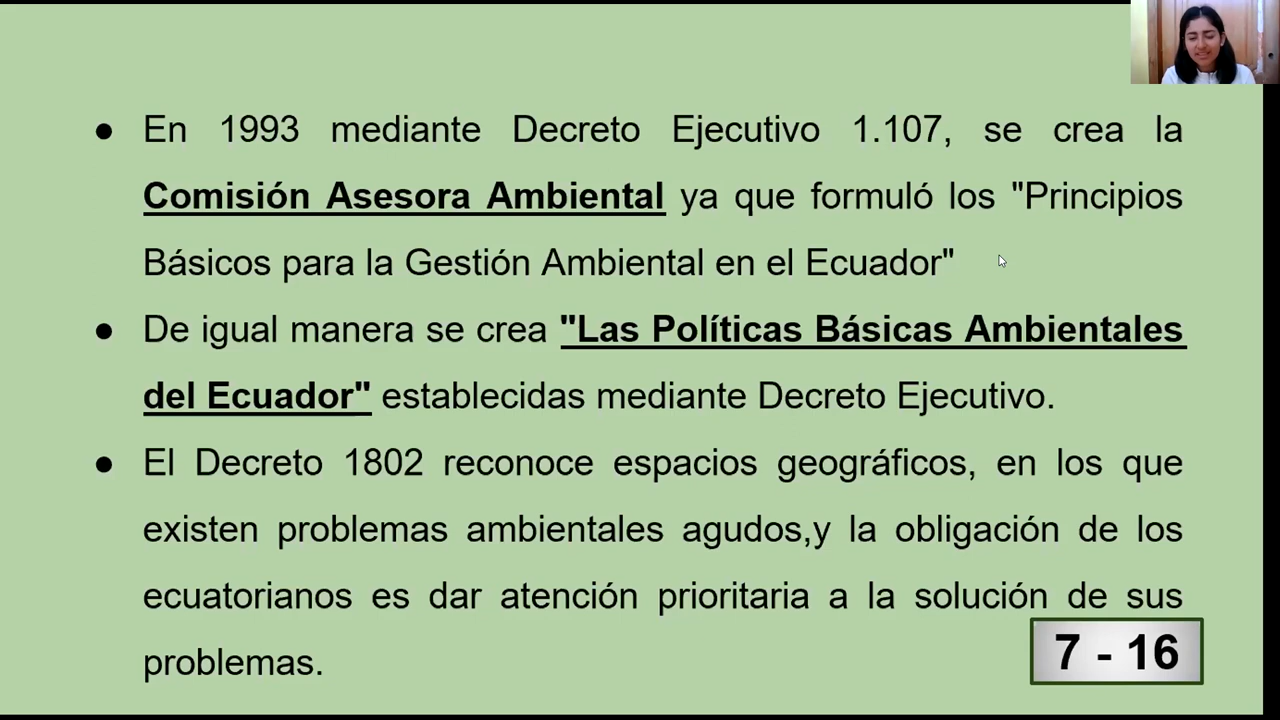 ● En 1993 mediante Decreto Ejecutivo 1.107, se crea la
Comisión Asesora Ambiental ya que formuló los "Principios
Básicos para la Gestión Ambiental en el Ecuador"
● De igual manera se crea "Las Políticas Básicas Ambientales
del Ecuador" establecidas mediante Decreto Ejecutivo.
● El Decreto 1802 reconoce espacios geográficos, en los que
existen problemas ambientales agudos,y la obligación de los
ecuatorianos es dar atención prioritaria a la solución de sus
problemas.
7 - 16